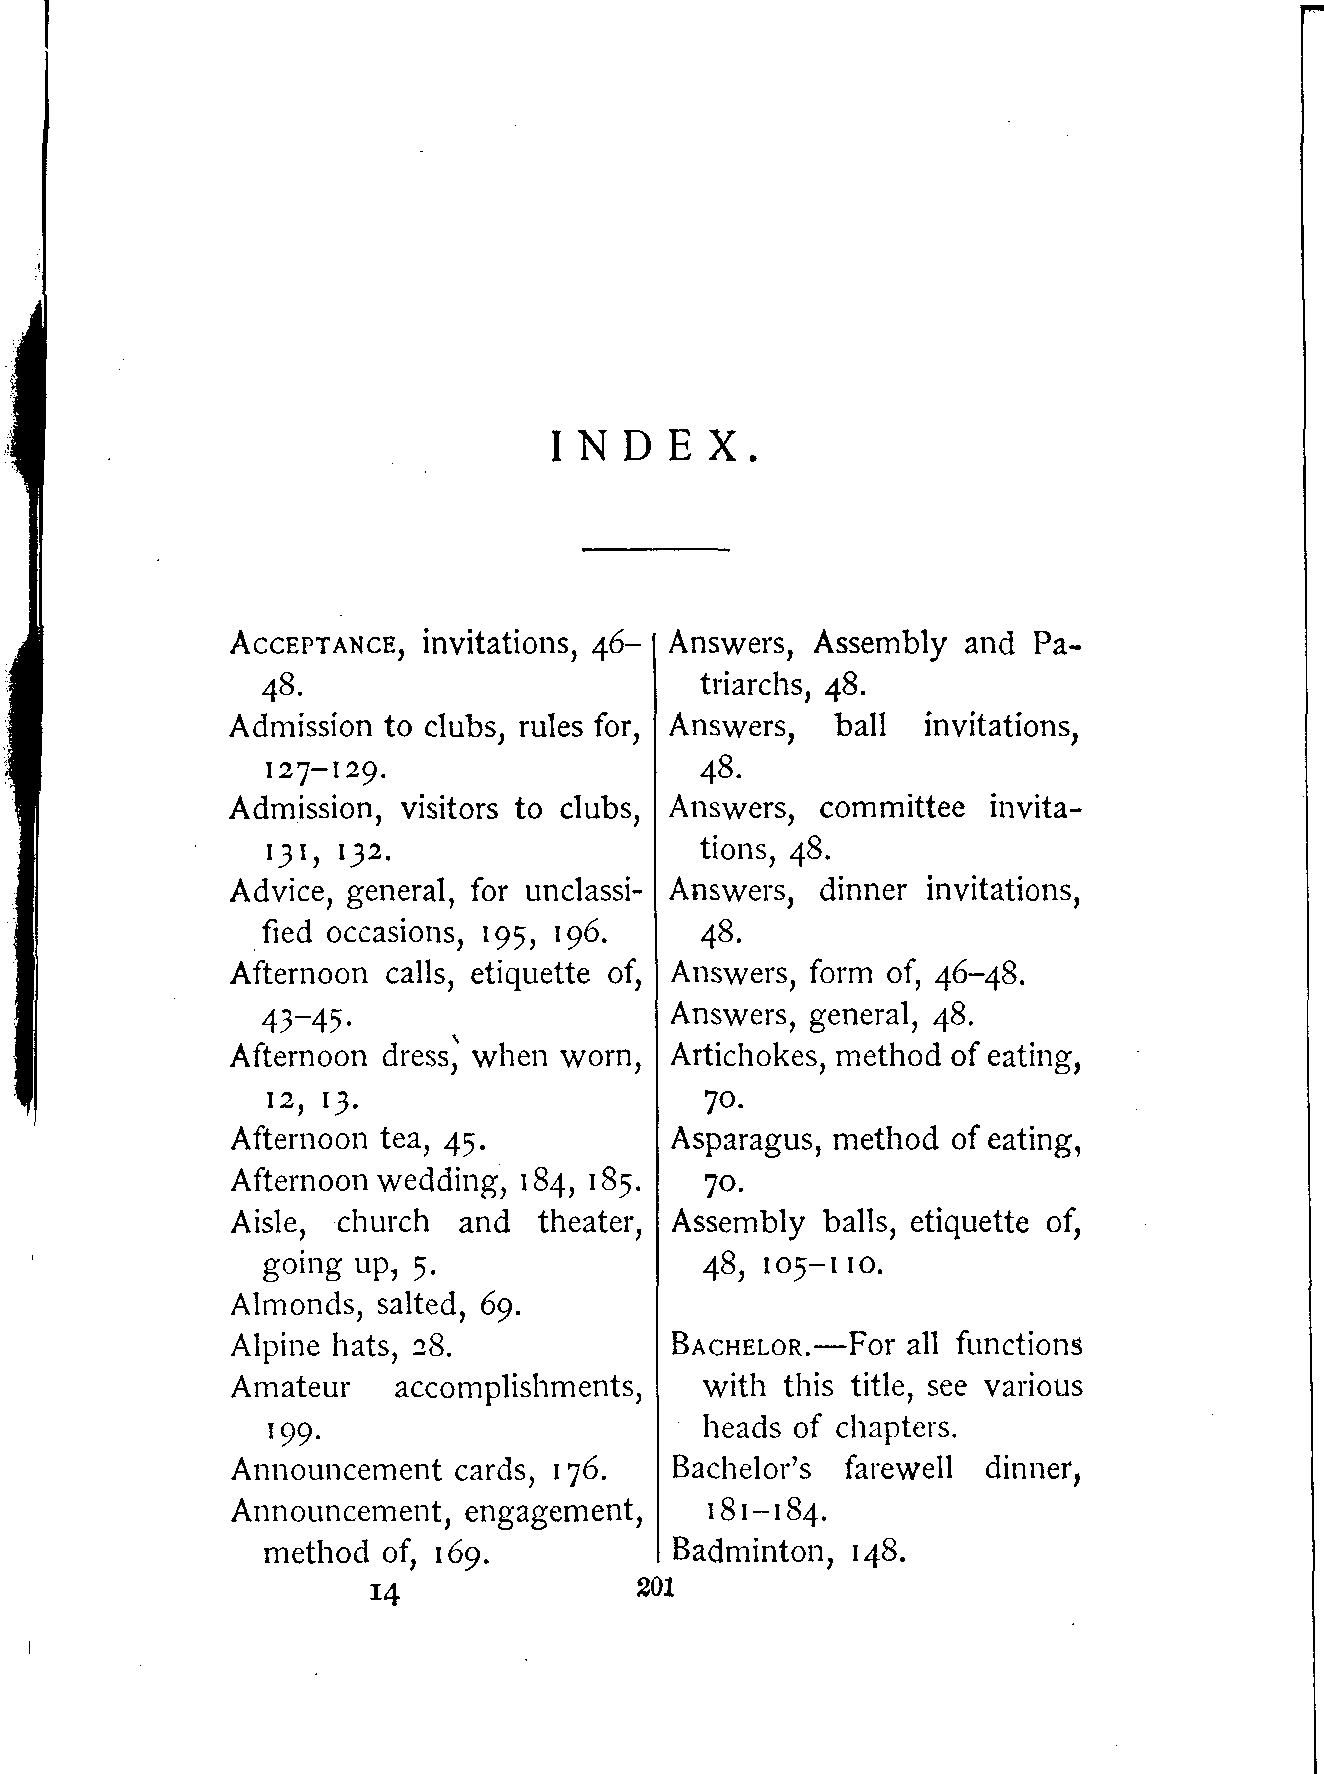 INDEX.
ACCEPTANCE, invitations, 46–
48.
Admission to clubs, rules for,
127–129.
Admission, visitors to clubs,
131, 132.
Advice, general, for unclassi-
fied occasions, 195, 196.
Afternoon calls, etiquette of,
43–45.
Afternoon dress, when worn,
12, 13.
Afternoon tea, 45.
Afternoon wedding, 184, 185.
Aisle, church and theater,
going up, 5.
Almonds, salted, 69.
Alpine hats, 28.
Amateur accomplishments,
199.
Announcement cards, 176.
Announcement, engagement,
method of, 169.
Answers, Assembly and Pa-
triarchs, 48.
Answers, ball invitations,
48.
Answers, committee invita-
tions, 48.
Answers, dinner invitations,
48.
Answers, form of, 46–48.
Answers, general, 48.
Artichokes, method of eating,
70.
Asparagus, method of eating,
70.
Assembly balls, etiquette of,
48, 105–110.
BACHELOR.—For all functions
with this title, see various
heads of chapters.
Bachelor's farewell dinner,
181–184.
Badminton, 148.
14
201